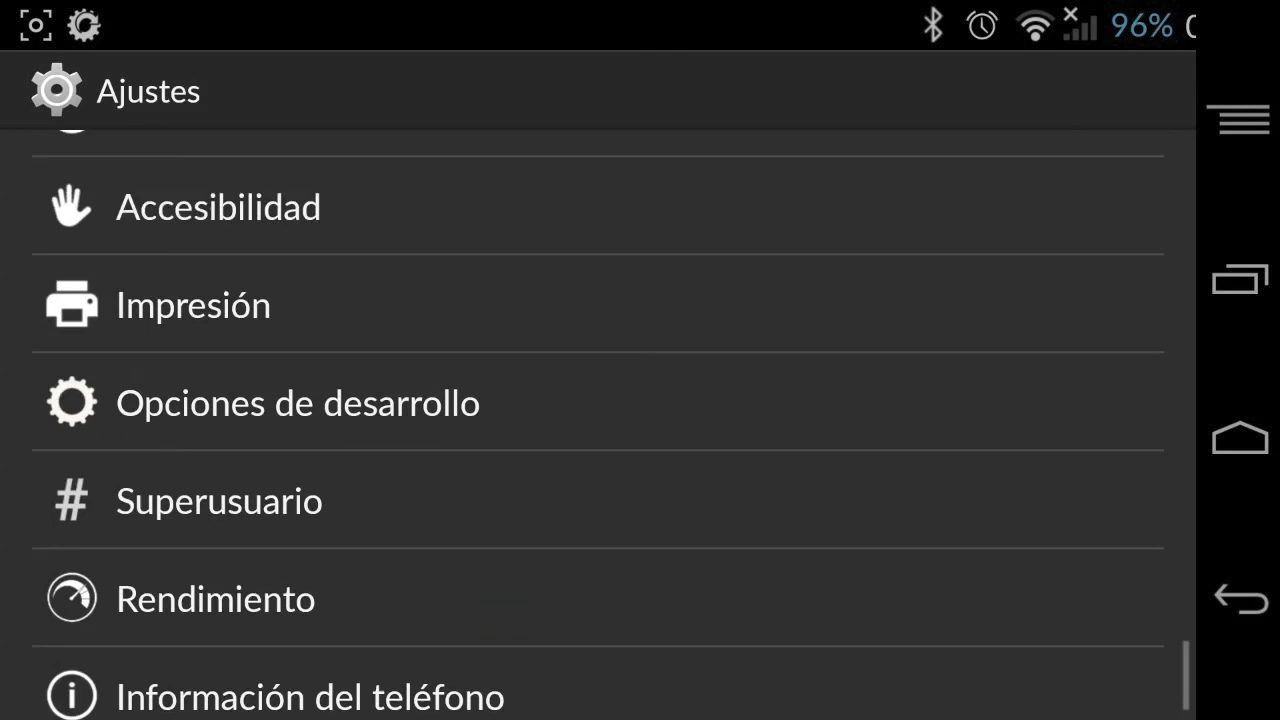 96%
Ajustes
Accesibilidad
Impresión
Opciones de desarrollo
# Superusuario
Rendimiento
Información del teléfono